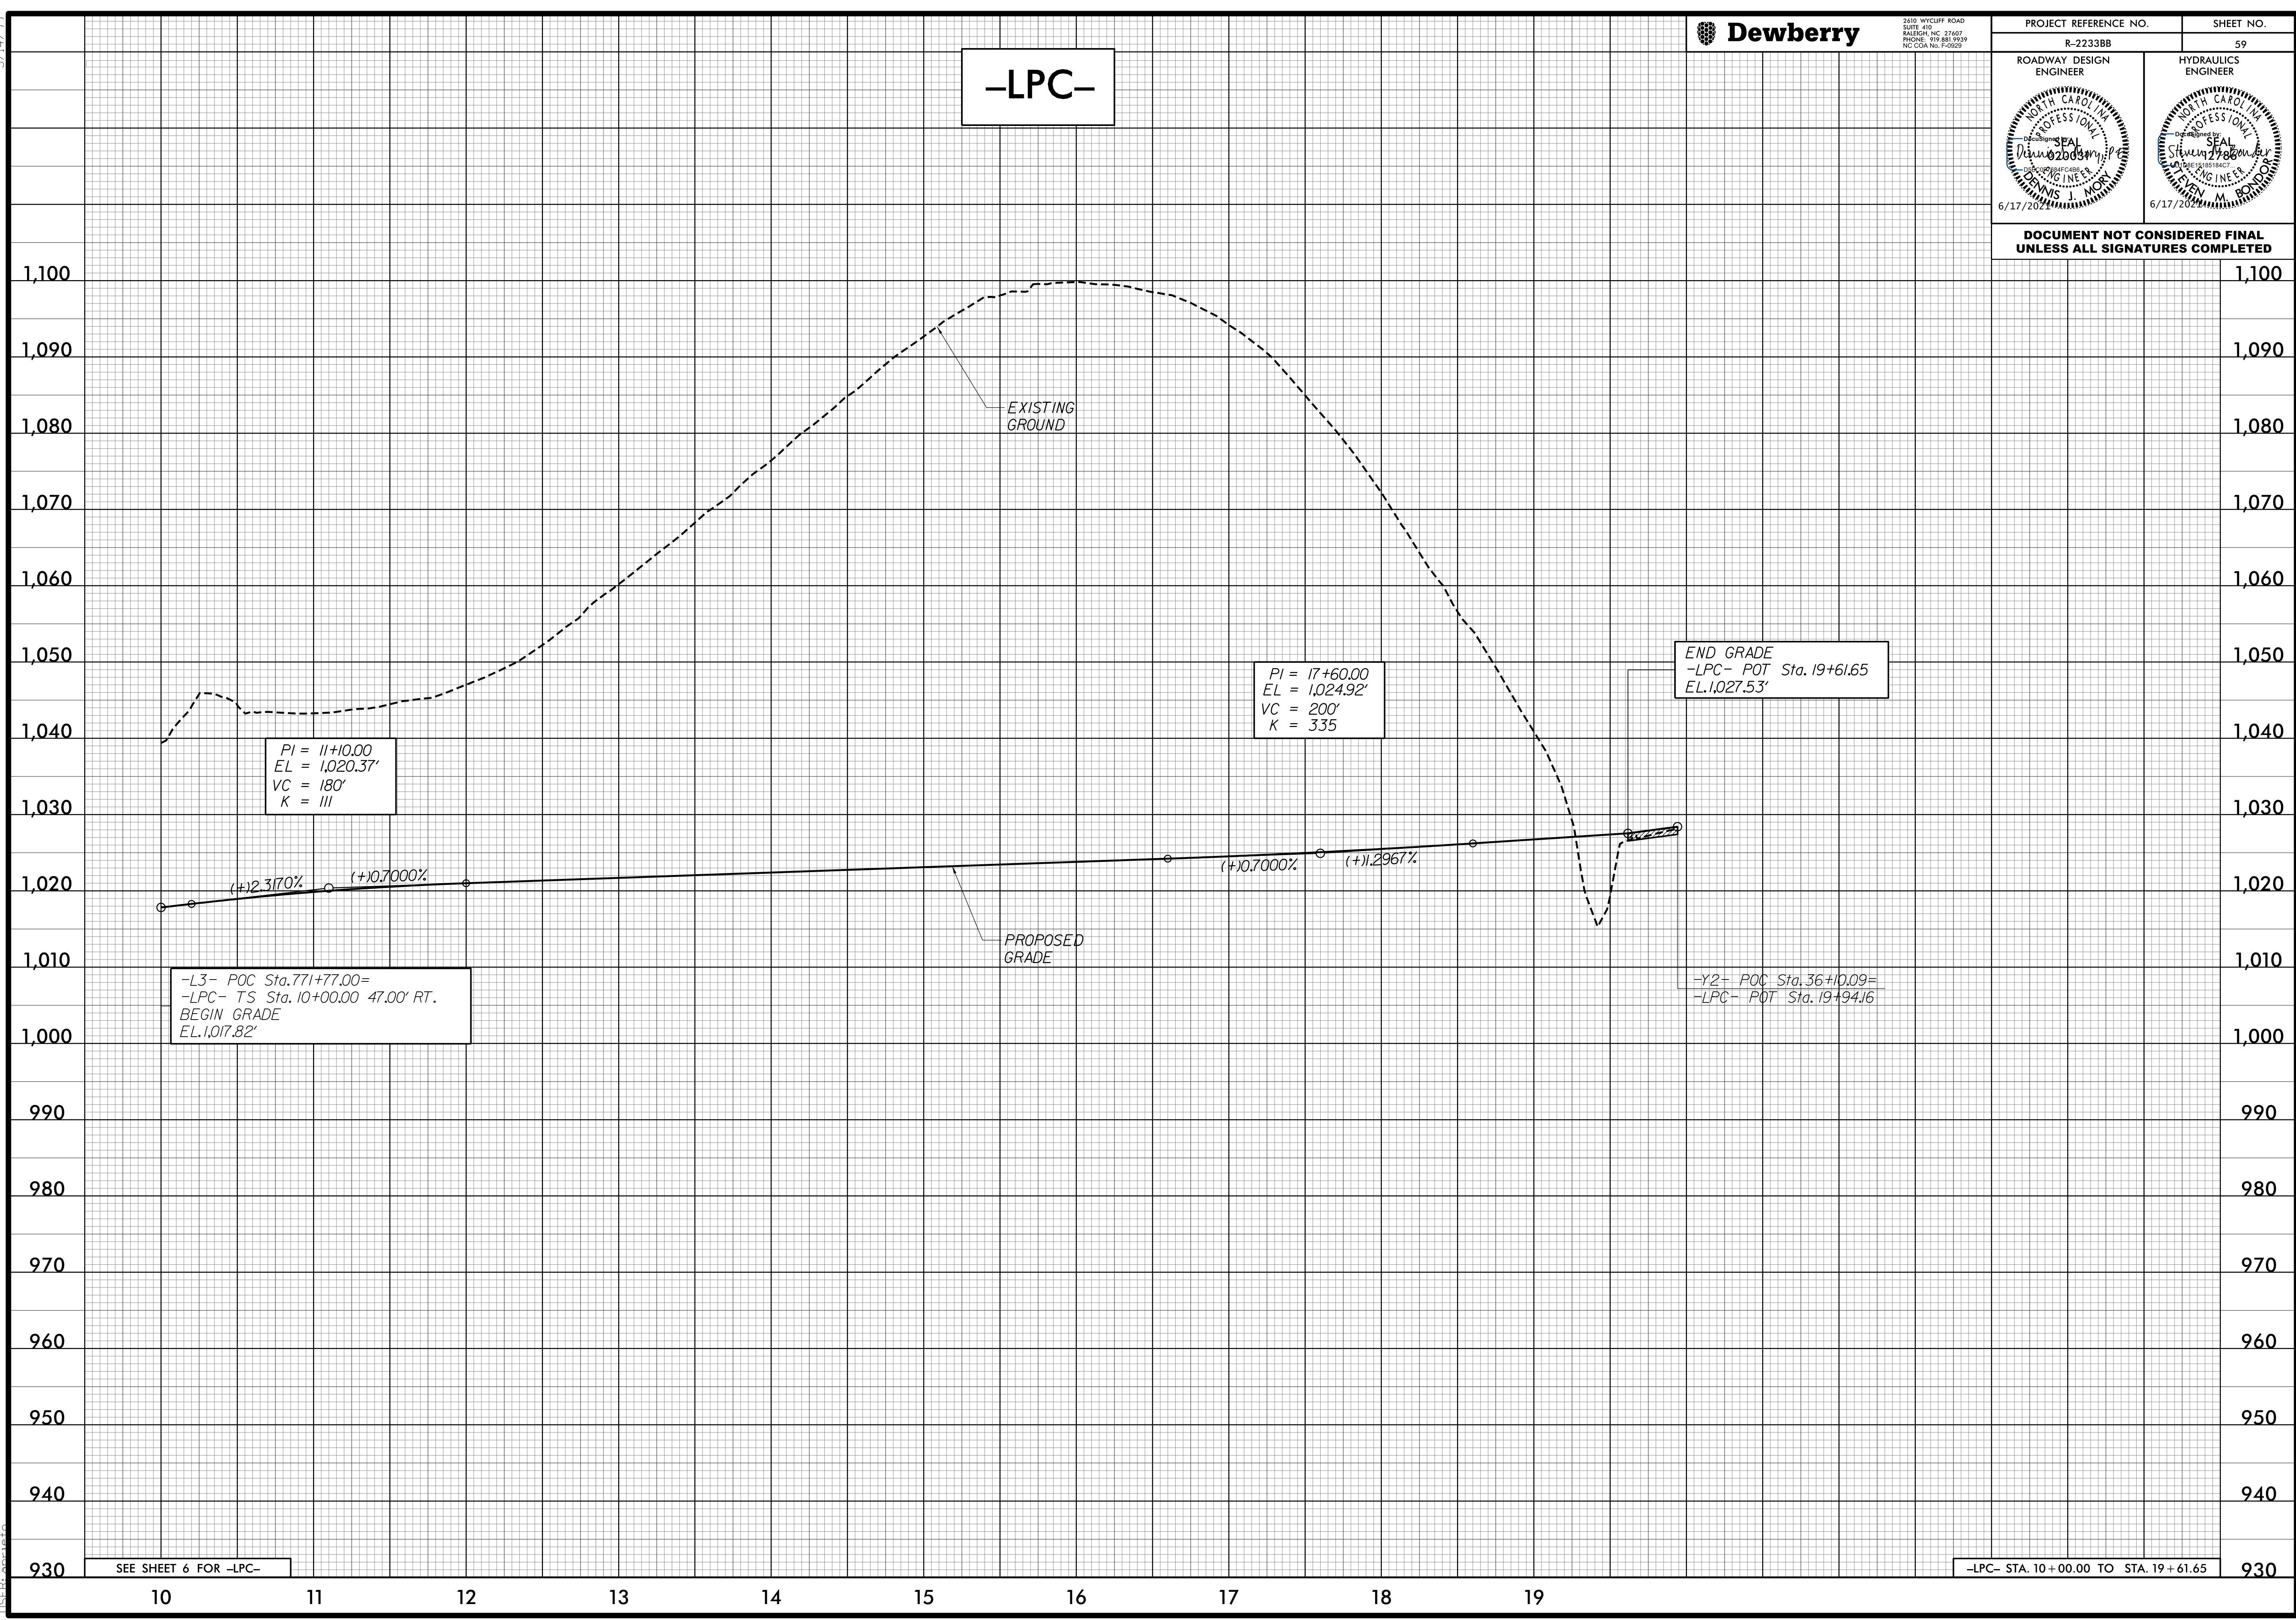 Dewberry
2610 WYCLIFF ROAD
SUITE 410
RALEIGH, NC 27607
PHONE: 919.881.9939
NC COA No. F-0929
PROJECT REFERENCE NO.
SHEET NO.
R–2233BB
59
ROADWAY DESIGN
ENGINEER
HYDRAULICS
ENGINEER
NORTH CAROLINA
PROFESSIONAL
DocuSigned by:
SEAL
020031
ENGINEER
DENNIS J. MORY
6/17/2021
NORTH CAROLINA
PROFESSIONAL
DocuSigned by:
SEAL
ENGINEER
STEVEN M. BONDOR
6/17/2021
DOCUMENT NOT CONSIDERED FINAL
UNLESS ALL SIGNATURES COMPLETED
–LPC–
1,100 1,100
1,090 1,090
EXISTING
GROUND
1,080 1,080
1,070 1,070
1,060 1,060
1,050 1,050
END GRADE
-LPC- POT Sta. 19+61.65
EL.1,027.53'
PI = 17+60.00
EL = 1,024.92'
VC = 200'
K = 335
1,040 1,040
PI = 11+10.00
EL = 1,020.37'
VC = 180'
K = 111
1,030 1,030
(+)2.3170%
(+)0.7000%
(+)0.7000%
(+)1.2967%
1,020 1,020
PROPOSED
GRADE
1,010 1,010
-L3- POC Sta.771+77.00=
-LPC- TS Sta. 10+00.00 47.00' RT.
BEGIN GRADE
EL.1,017.82'
-Y2- POC Sta. 36+10.09=
-LPC- POT Sta. 19+94.16
1,000 1,000
990 990
980 980
970 970
960 960
950 950
940 940
930 930
SEE SHEET 6 FOR –LPC–
–LPC– STA. 10+00.00 TO STA. 19+61.65
10 11 12 13 14 15 16 17 18 19